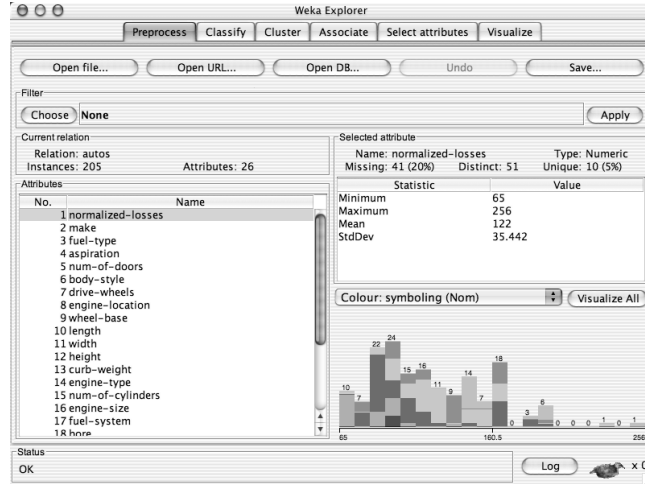 Weka Explorer
Preprocess Classify Cluster Associate Select attributes Visualize
Open file... Open URL... Open DB... Undo Save...
Filter
Choose None Apply
Current relation
Relation: autos
Instances: 205 Attributes: 26
Attributes
No. Name
1 normalized-losses
2 make
3 fuel-type
4 aspiration
5 num-of-doors
6 body-style
7 drive-wheels
8 engine-location
9 wheel-base
10 length
11 width
12 height
13 curb-weight
14 engine-type
15 num-of-cylinders
16 engine-size
17 fuel-system
18 bore
Selected attribute
Name: normalized-losses Type: Numeric
Missing: 41 (20%) Distinct: 51 Unique: 10 (5%)
Statistic Value
Minimum 65
Maximum 256
Mean 122
StdDev 35.442
Colour: symboling (Nom) Visualize All
10 7 22 24 15 16 11 9 14 7 18 0 3 6 0 0 0 1 0 1
65 160.5 256
Status
OK Log x 0